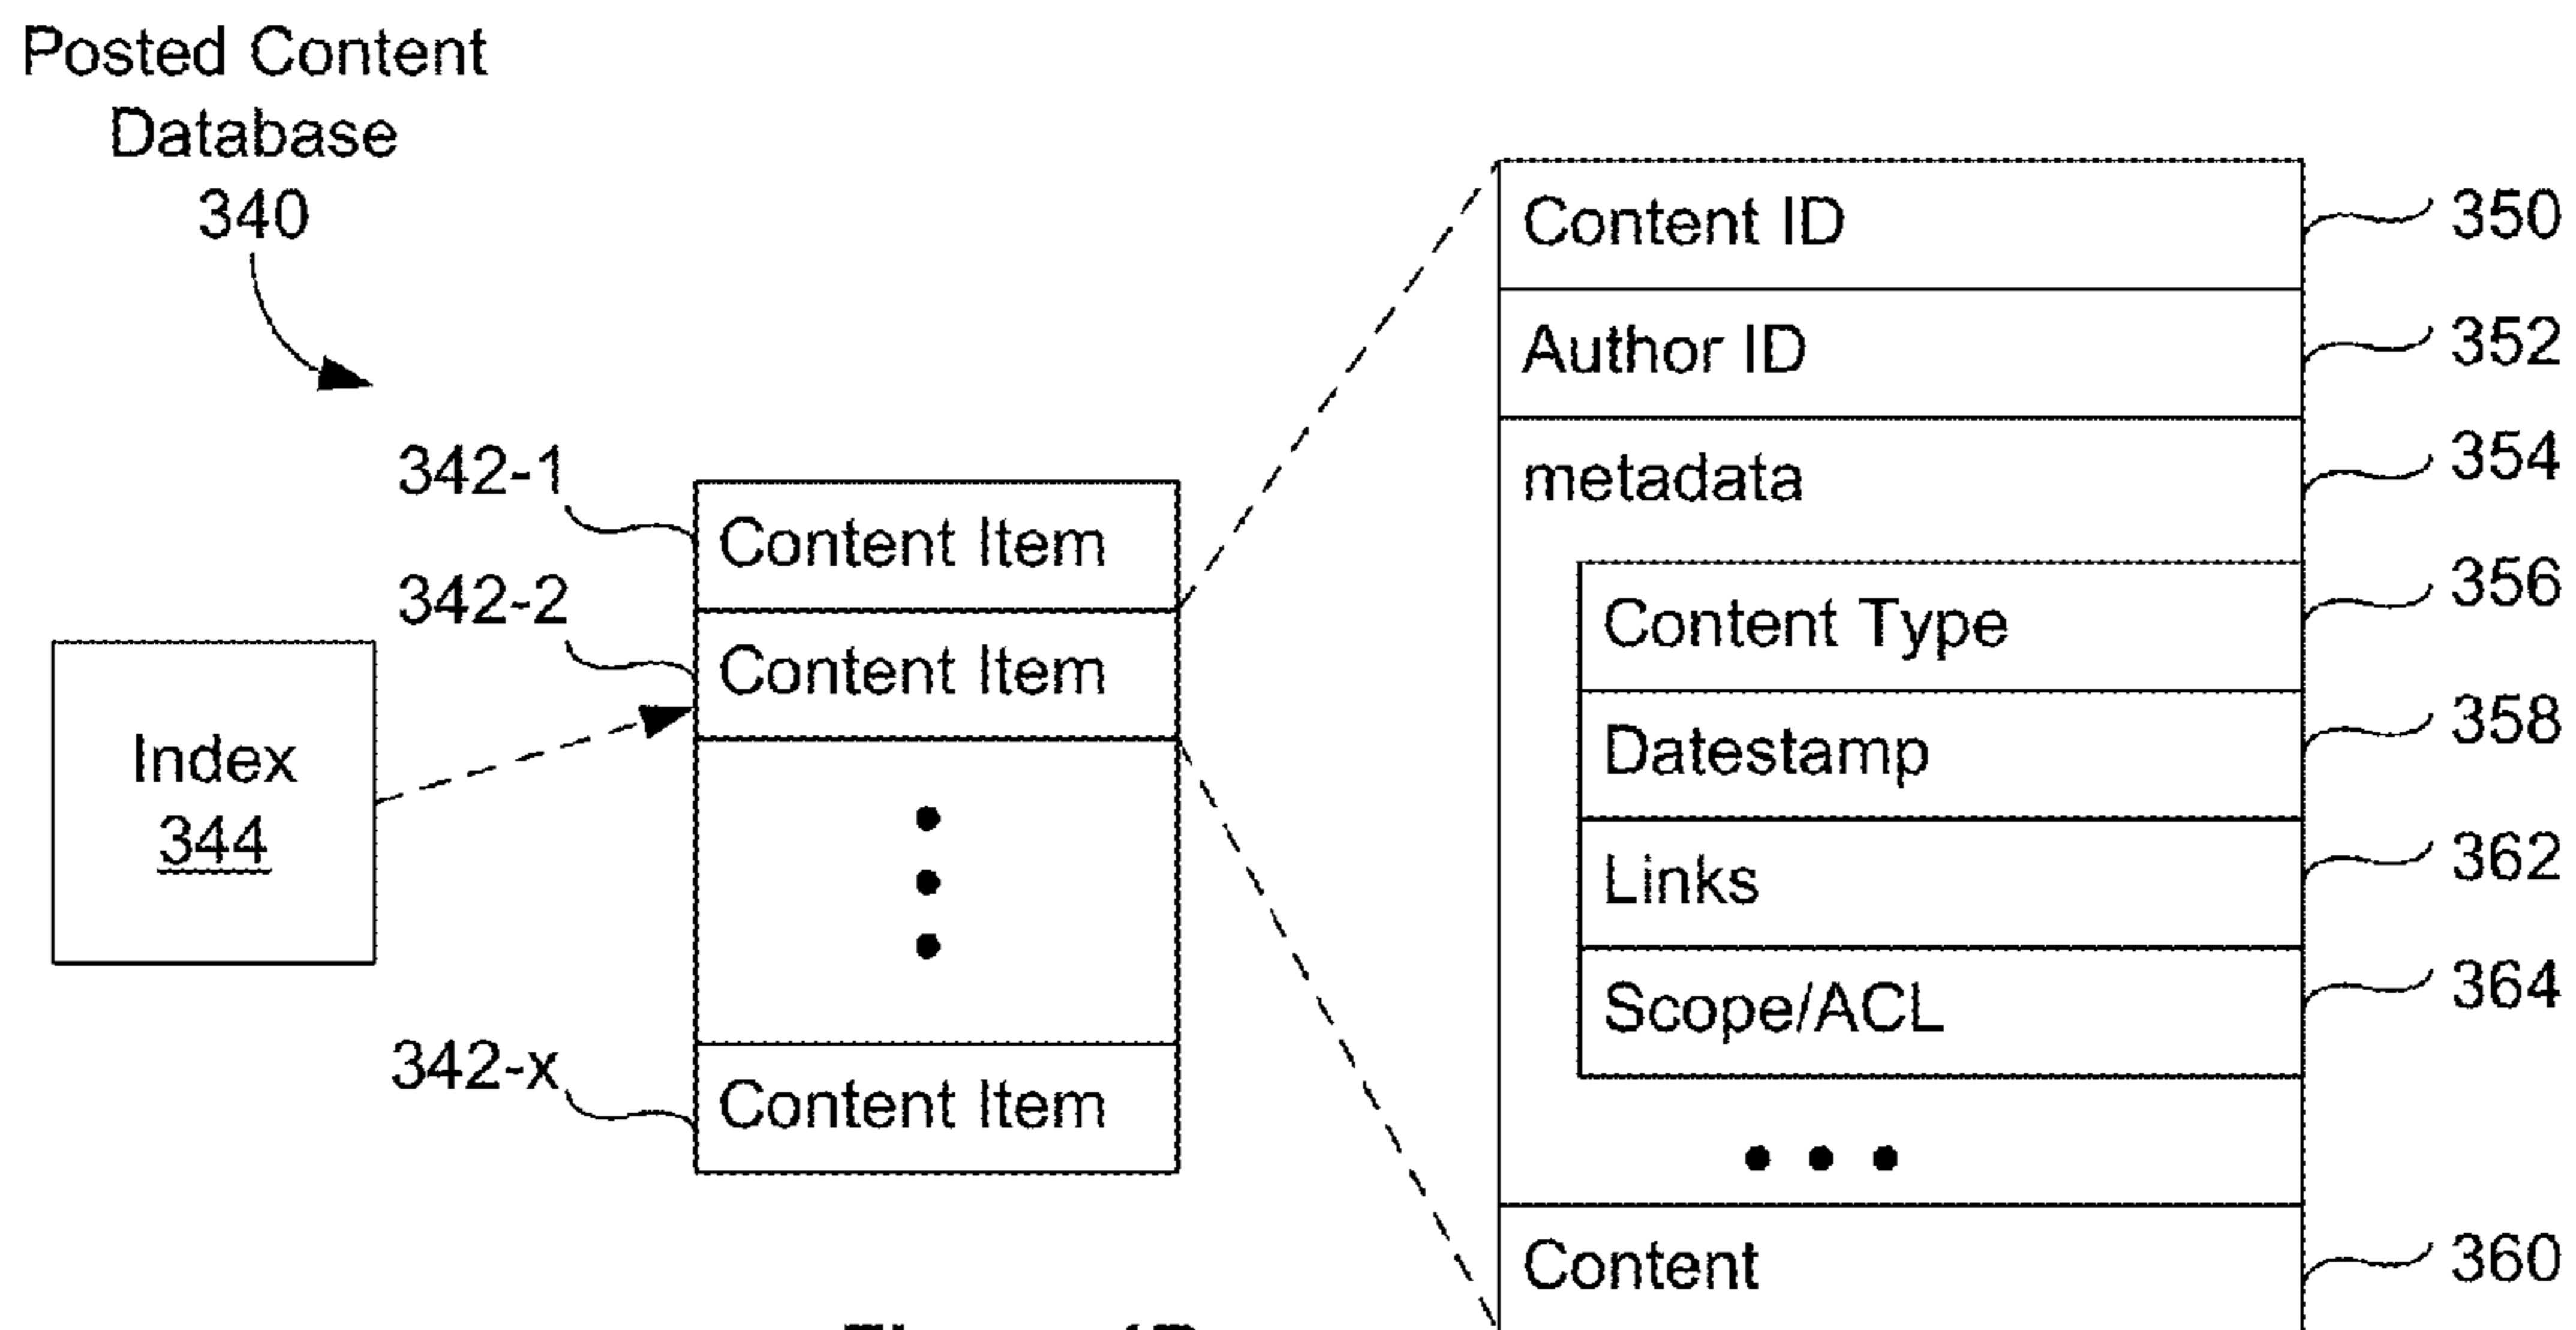 Posted Content
Database
340
342-1
Content Item
342-2
Content Item
Index
344
342-x
Content Item
Content ID
350
Author ID
352
metadata
354
Content Type
356
Datestamp
358
Links
362
Scope/ACL
364
Content
360